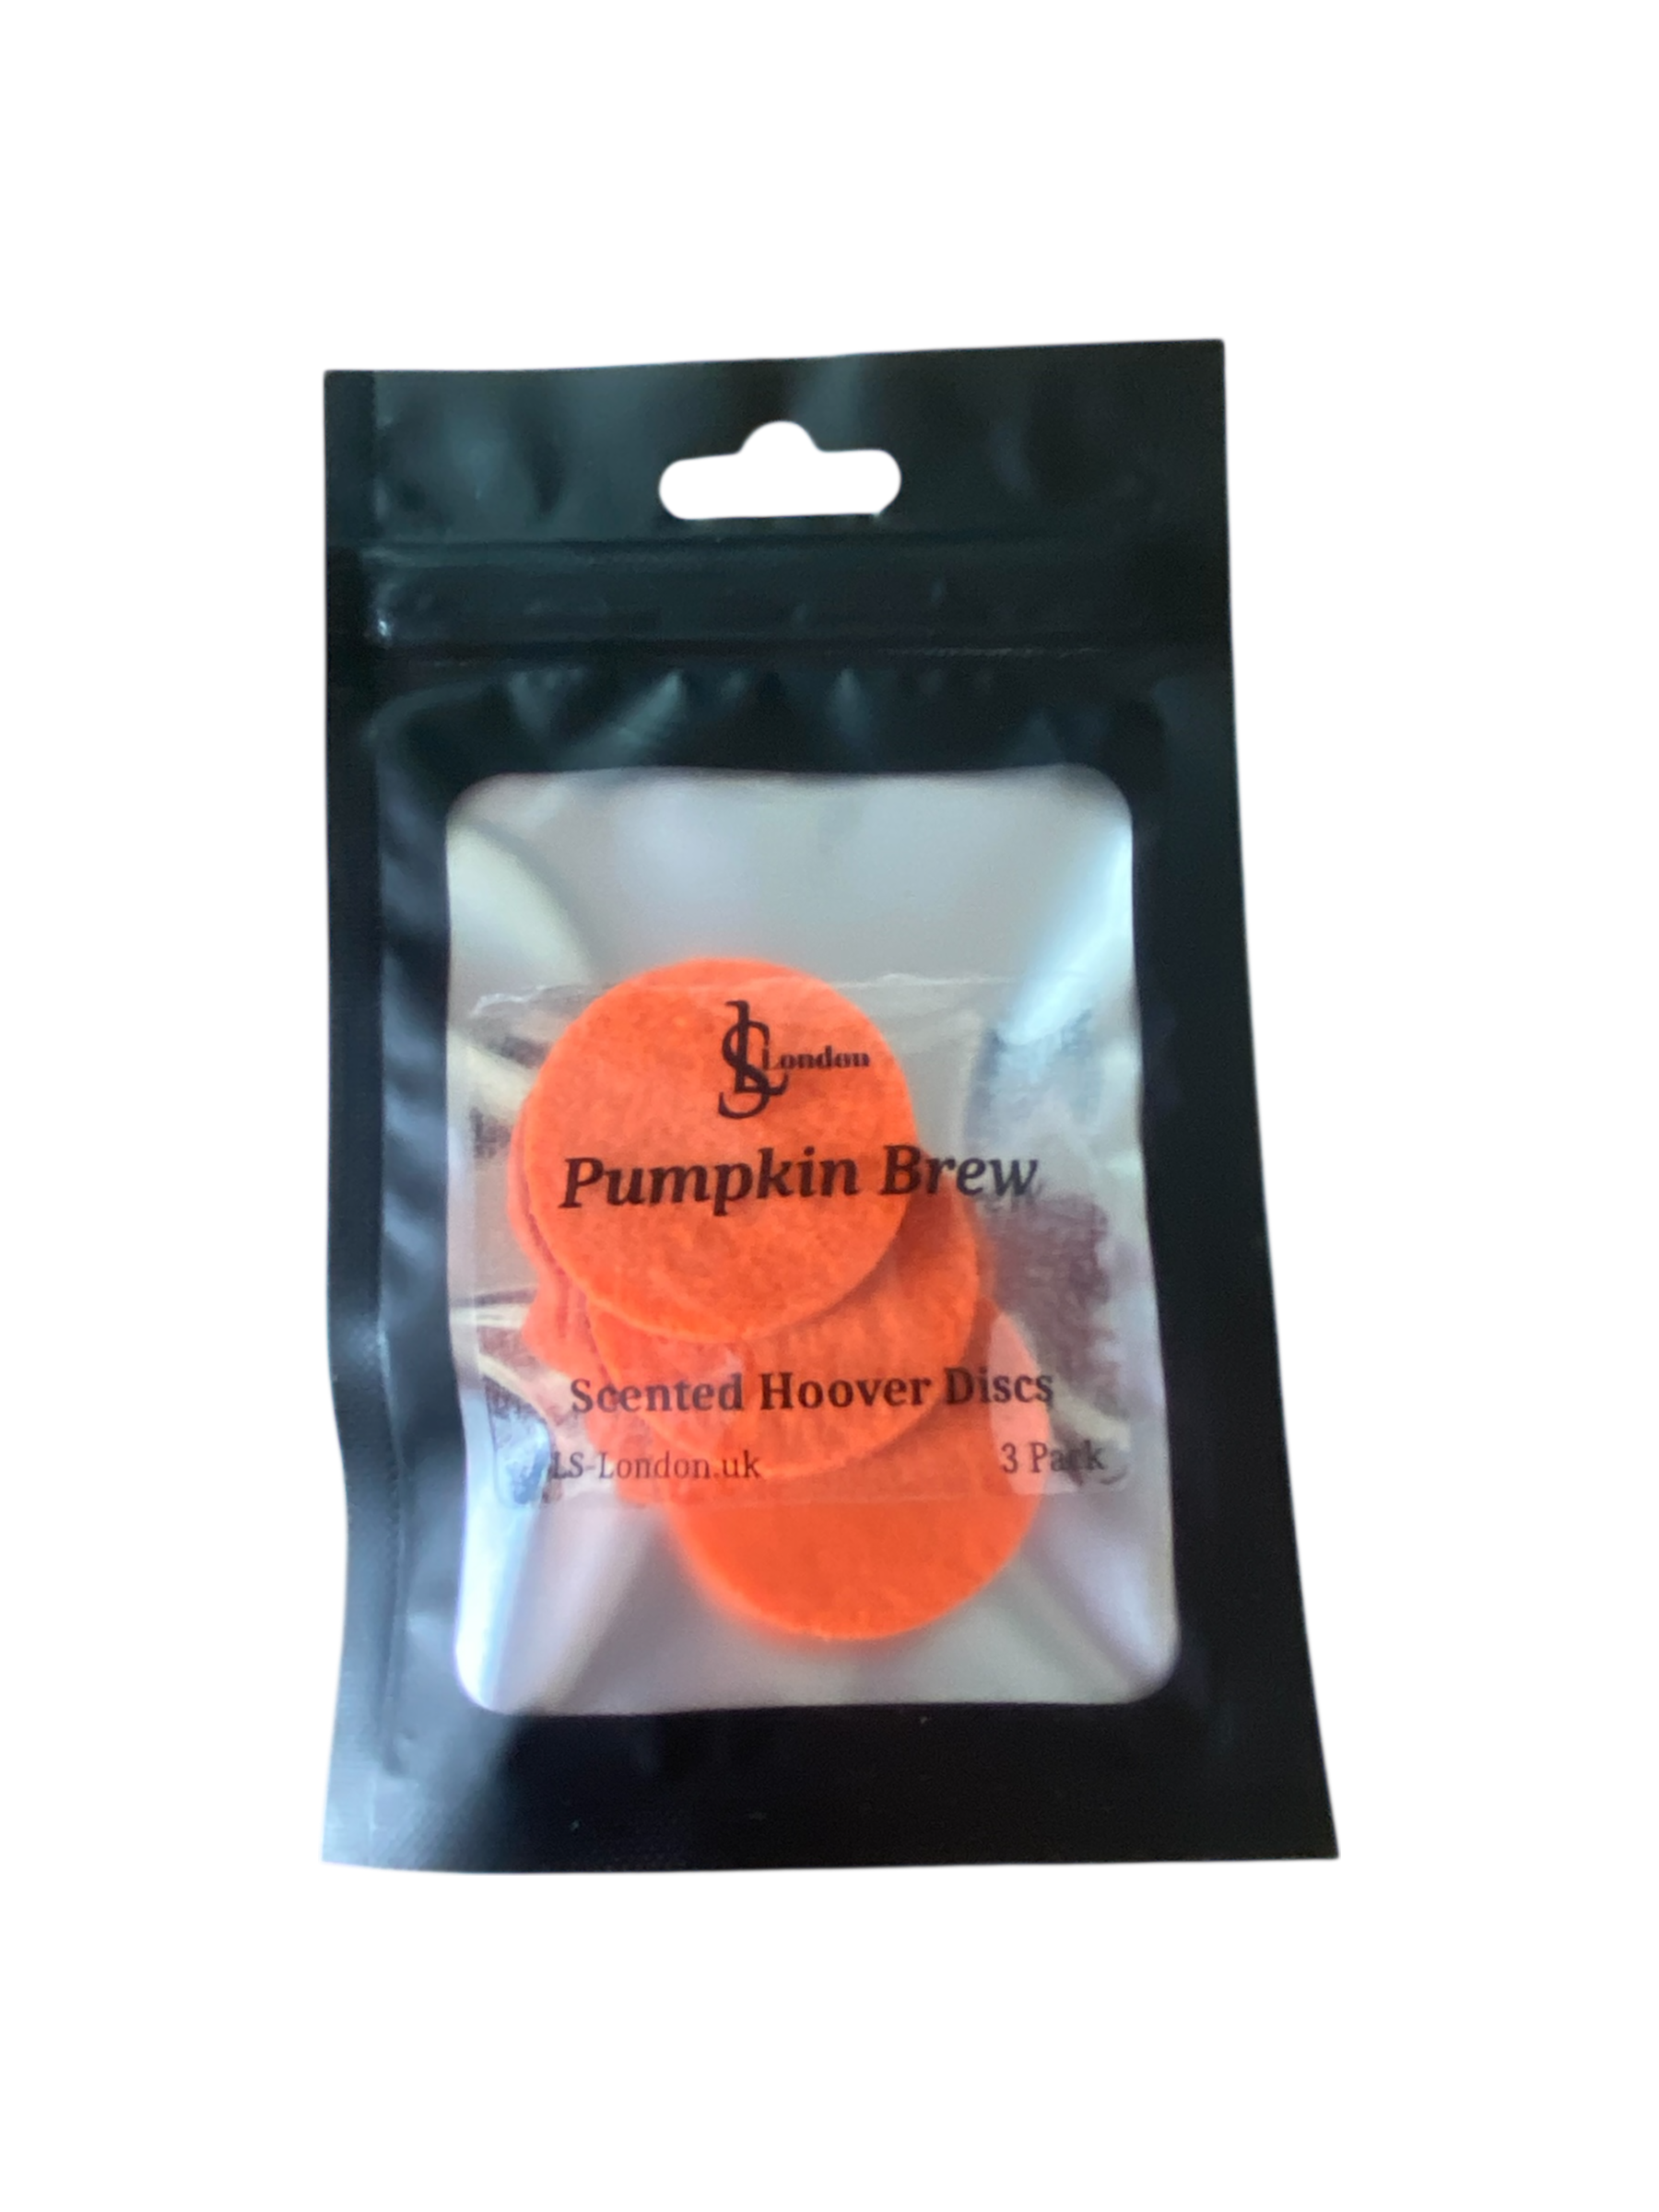 LS London
Pumpkin Brew
Scented Hoover Discs
LS-London.uk 3 Pack